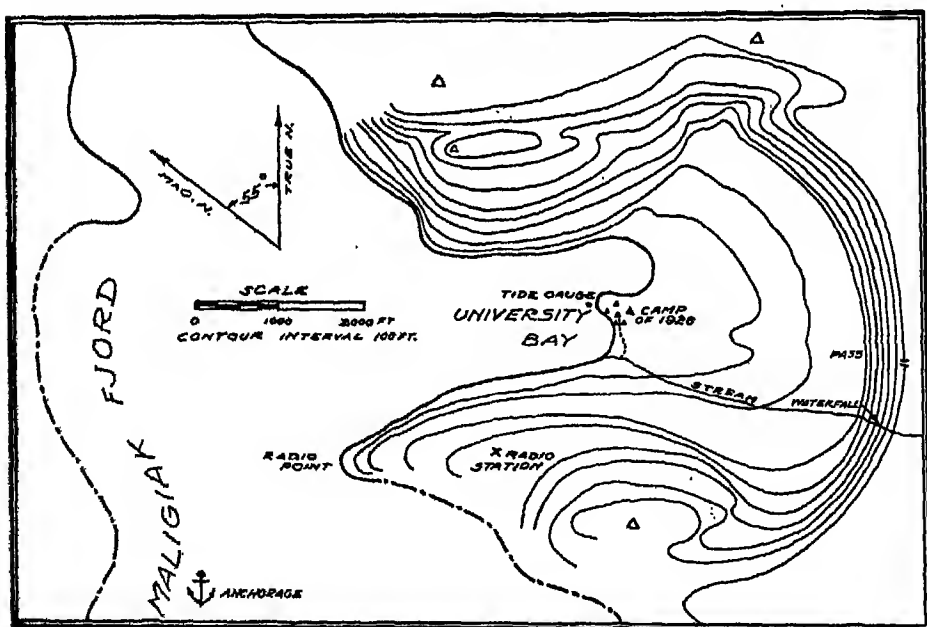 MAG. N.
55°
TRUE N.
SCALE
0 1000 2000 FT
CONTOUR INTERVAL 100 FT.
TIDE GAUGE
UNIVERSITY
BAY
CAMP
OF 1926
PASS
STREAM
WATERFALL
FJORD
MALIGIAK
RADIO
POINT
X RADIO
STATION
ANCHORAGE